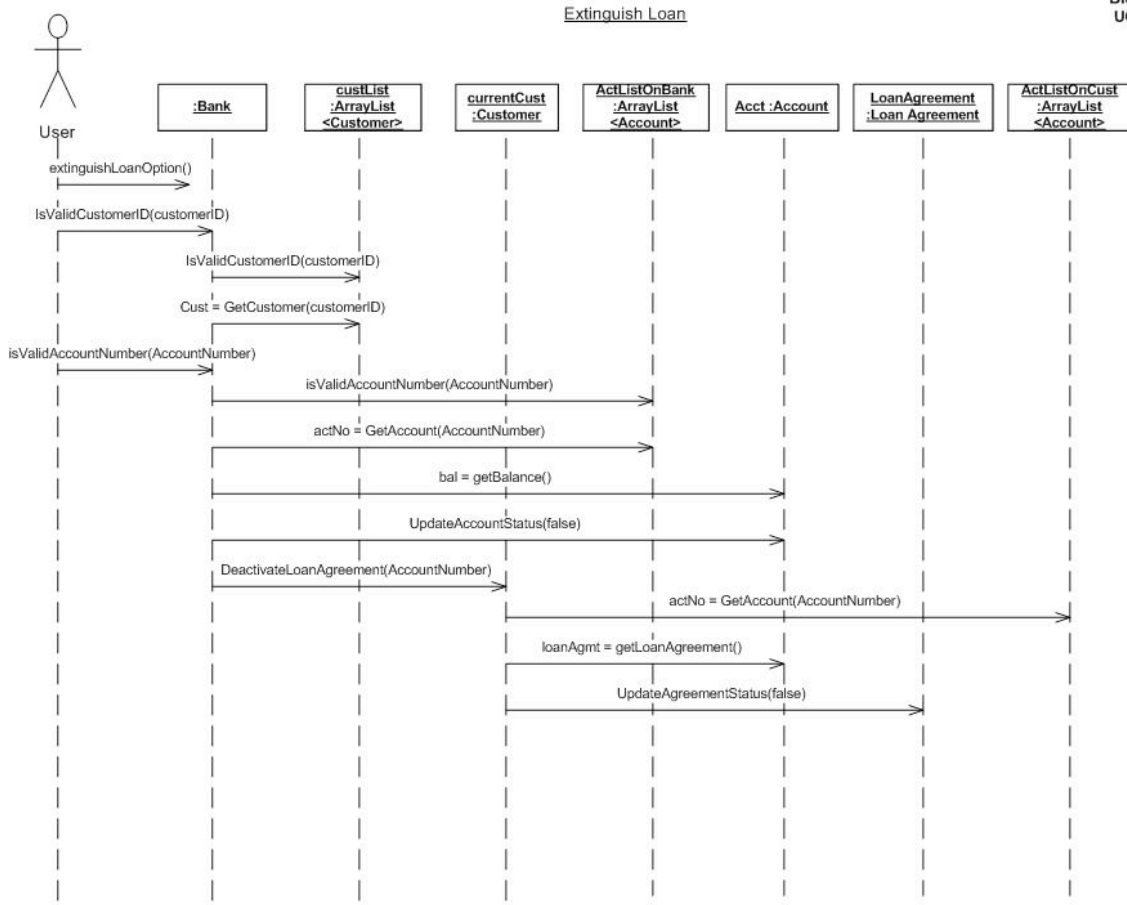 Extinguish Loan
User
:Bank
custList
:ArrayList
<Customer>
currentCust
:Customer
ActListOnBank
:ArrayList
<Account>
Acct :Account
LoanAgreement
:Loan Agreement
ActListOnCust
:ArrayList
<Account>
extinguishLoanOption()
IsValidCustomerID(customerID)
IsValidCustomerID(customerID)
Cust = GetCustomer(customerID)
isValidAccountNumber(AccountNumber)
isValidAccountNumber(AccountNumber)
actNo = GetAccount(AccountNumber)
bal = getBalance()
UpdateAccountStatus(false)
DeactivateLoanAgreement(AccountNumber)
actNo = GetAccount(AccountNumber)
loanAgmt = getLoanAgreement()
UpdateAgreementStatus(false)